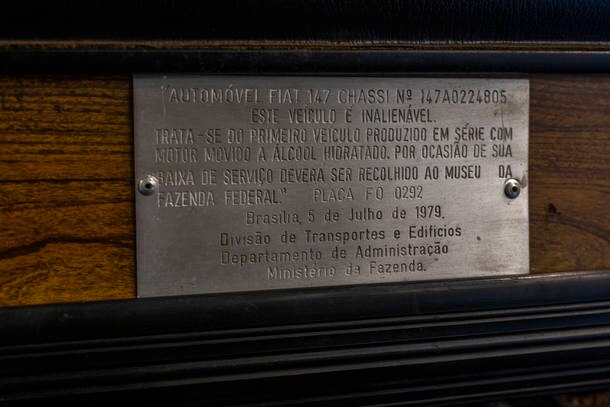 "AUTOMÓVEL FIAT 147 CHASSI Nº 147A0224805
ESTE VEÍCULO É INALIENÁVEL.
TRATA-SE DO PRIMEIRO VEÍCULO PRODUZIDO EM SÉRIE COM
MOTOR MOVIDO A ÁLCOOL HIDRATADO. POR OCASIÃO DE SUA
BAIXA DE SERVIÇO DEVERÁ SER RECOLHIDO AO MUSEU DA
FAZENDA FEDERAL." PLACA FO 0292
Brasília, 5 de Julho de 1979.
Divisão de Transportes e Edifícios
Departamento de Administração
Ministério da Fazenda.